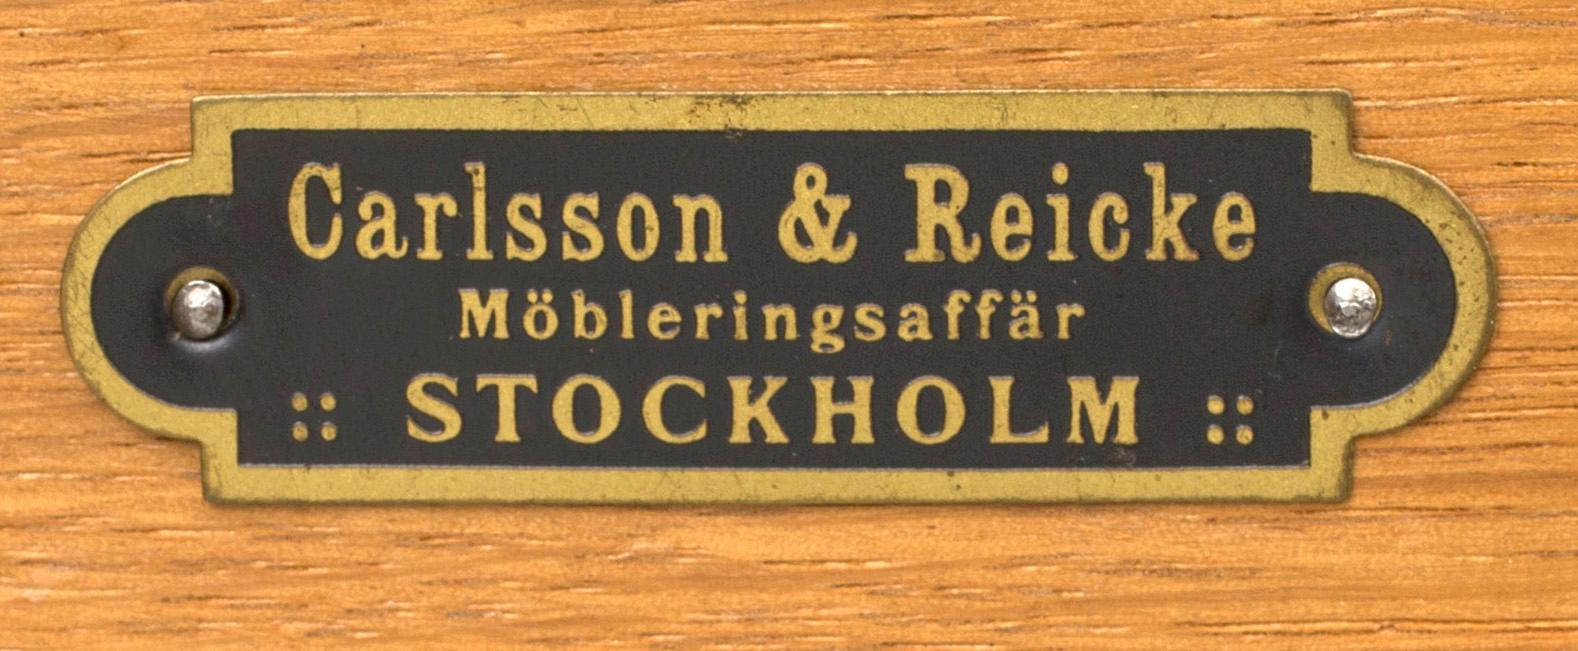 Carlsson & Reicke
Möbleringsaffär
STOCKHOLM